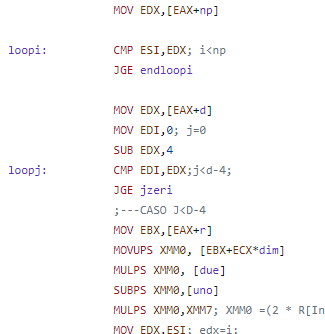 MOV EDX,[EAX+np]
loopi: CMP ESI,EDX; i<np
JGE endloopi
MOV EDX,[EAX+d]
MOV EDI,0; j=0
SUB EDX,4
loopj: CMP EDI,EDX;j<d-4;
JGE jzeri
;---CASO J<D-4
MOV EBX,[EAX+r]
MOVUPS XMM0, [EBX+ECX*dim]
MULPS XMM0, [due]
SUBPS XMM0,[uno]
MULPS XMM0,XMM7; XMM0 =(2 * R[In
MOV EDX,ESI; edx=i;